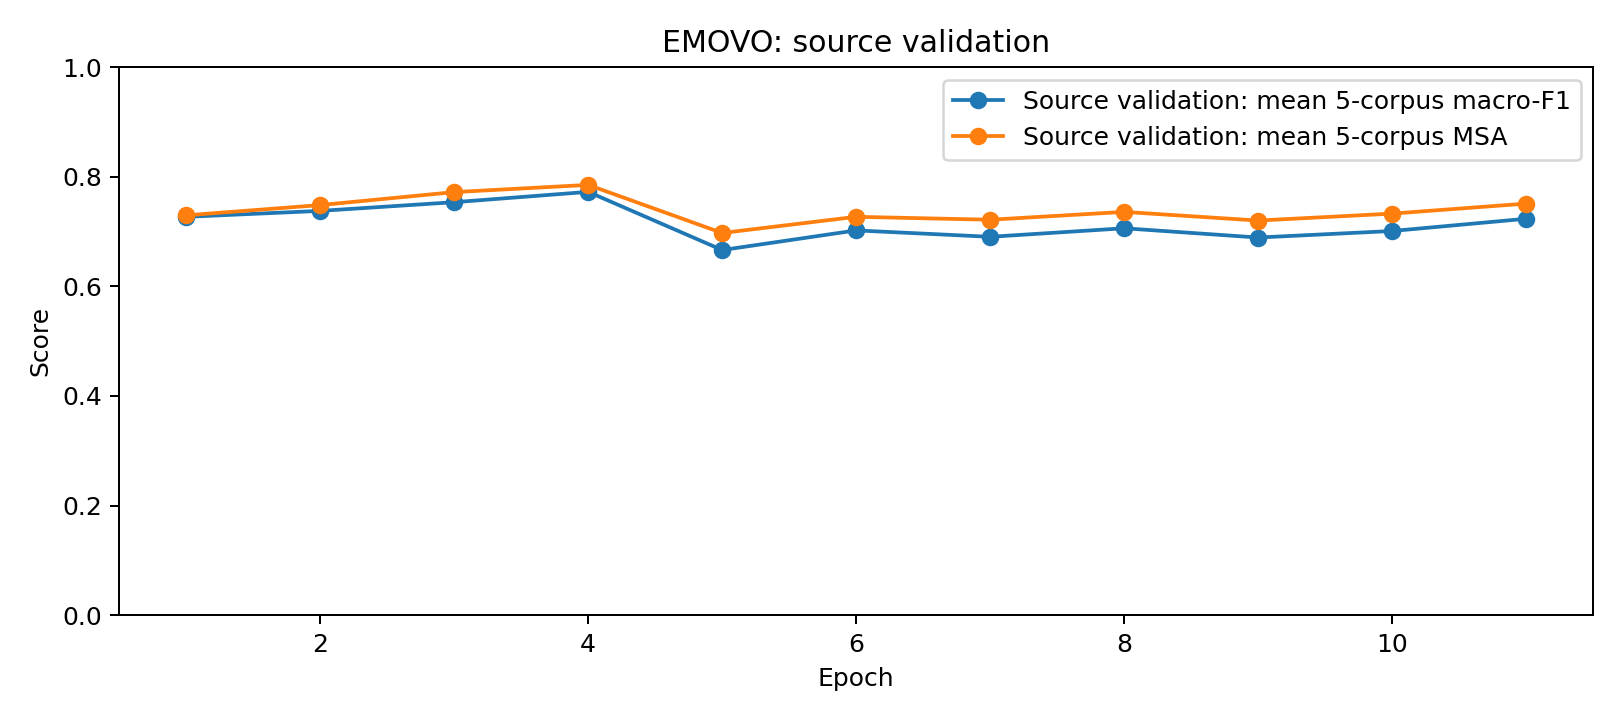 EMOVO: source validation
1.0
0.8
0.6
0.4
0.2
0.0
Score
Source validation: mean 5-corpus macro-F1
Source validation: mean 5-corpus MSA
2 4 6 8 10
Epoch